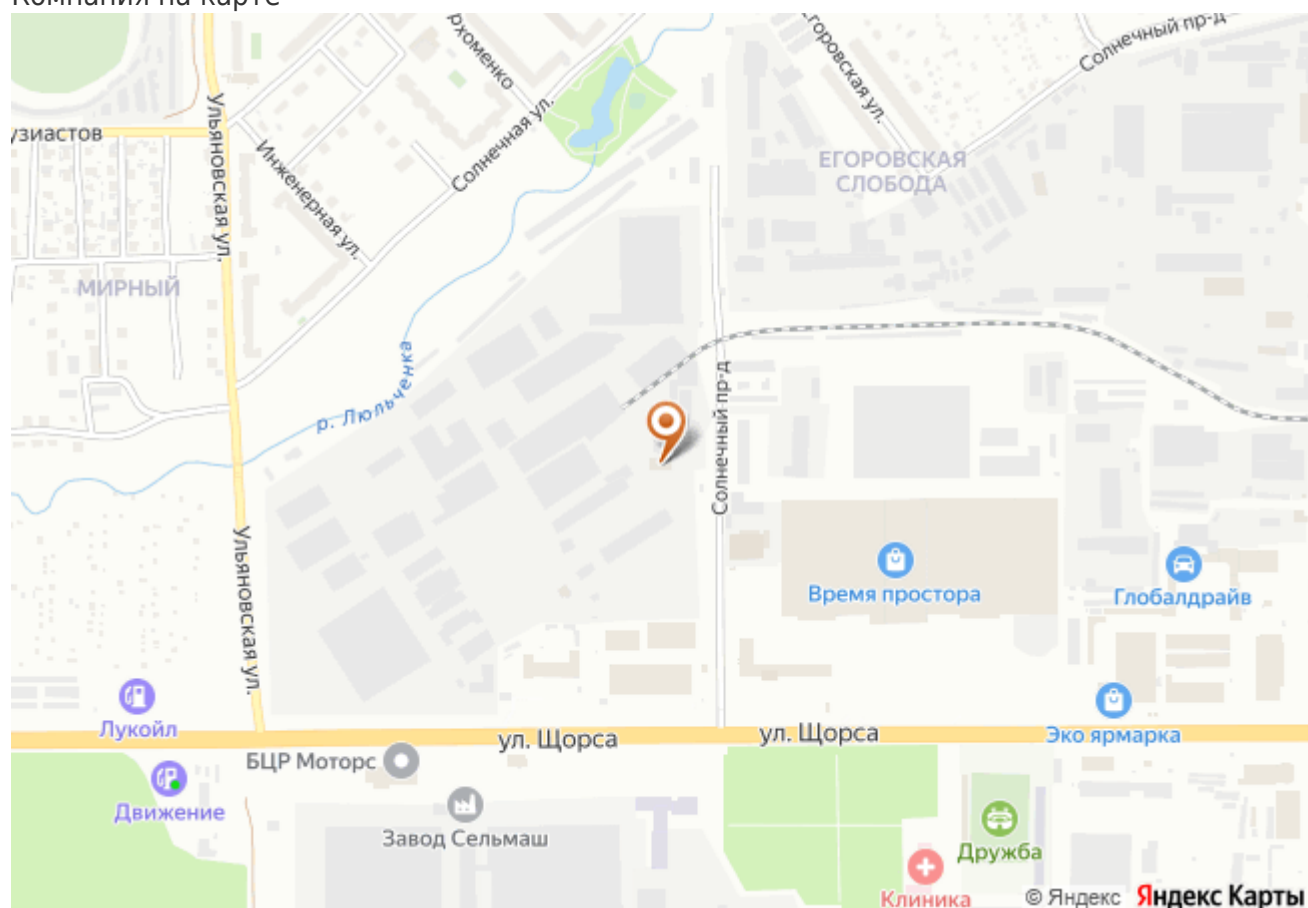 Компания на карте
рхоменко
Егоровская ул.
Солнечный пр-д
Ульяновская ул.
узиастов
Инженерная ул.
Солнечная ул.
ЕГОРОВСКАЯ
СЛОБОДА
МИРНЫЙ
р. Люльченка
Солнечный пр-д
Время простора
Глобалдрайв
Ульяновская ул.
Лукойл
ул. Щорса
ул. Щорса
Эко ярмарка
БЦР Моторс
Движение
Завод Сельмаш
Дружба
Клиника
© Яндекс Яндекс Карты